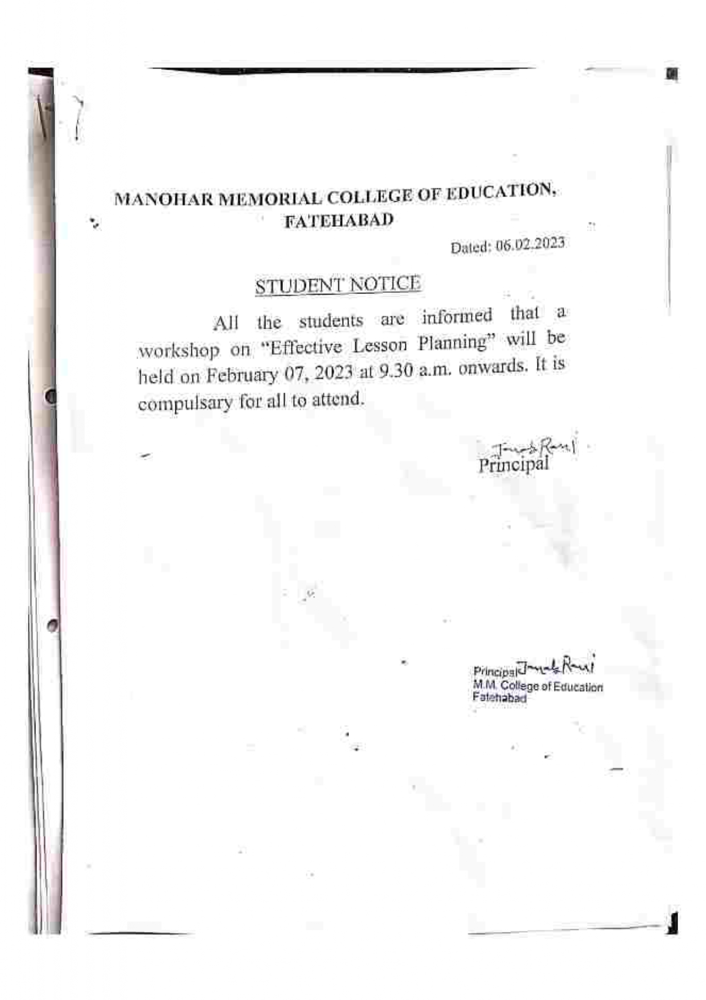 MANOHAR MEMORIAL COLLEGE OF EDUCATION,
FATEHABAD
Dated: 06.02.2023
STUDENT NOTICE
All the students are informed that a
workshop on “Effective Lesson Planning” will be
held on February 07, 2023 at 9.30 a.m. onwards. It is
compulsary for all to attend.
Janak Rani
Principal
Principal Janak Rani
M.M. College of Education
Fatehabad